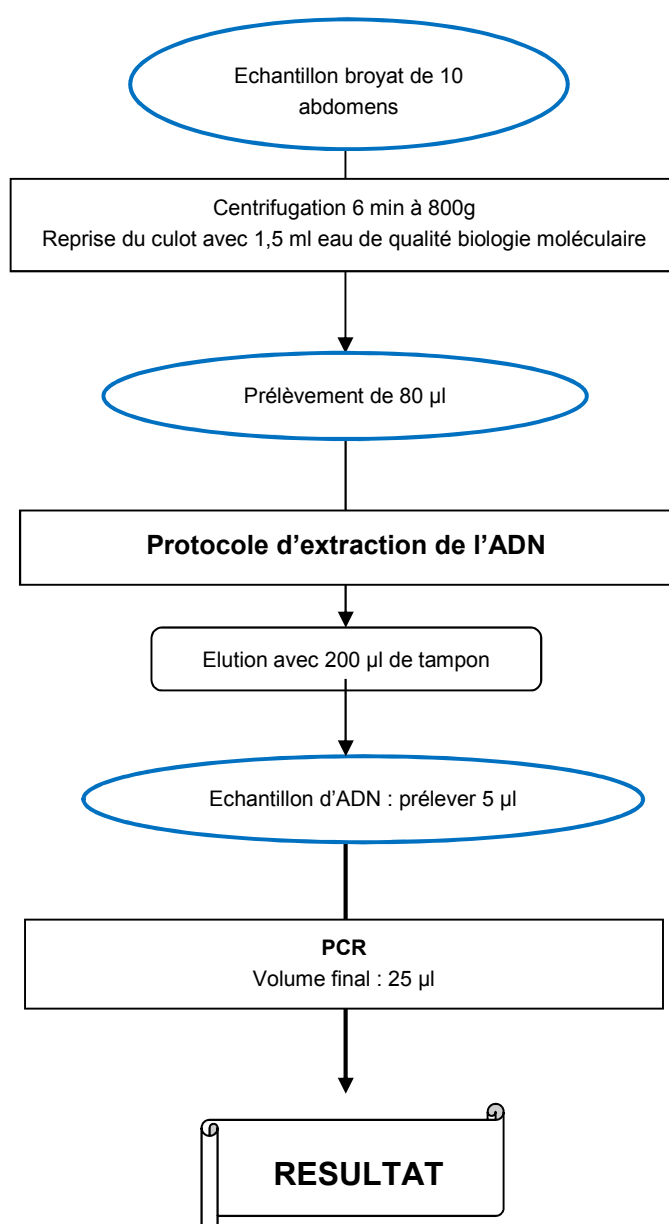 Echantillon broyat de 10
abdomens
Centrifugation 6 min à 800g
Reprise du culot avec 1,5 ml eau de qualité biologie moléculaire
Prélèvement de 80 µl
Protocole d’extraction de l’ADN
Elution avec 200 µl de tampon
Echantillon d’ADN : prélever 5 µl
PCR
Volume final : 25 µl
RESULTAT